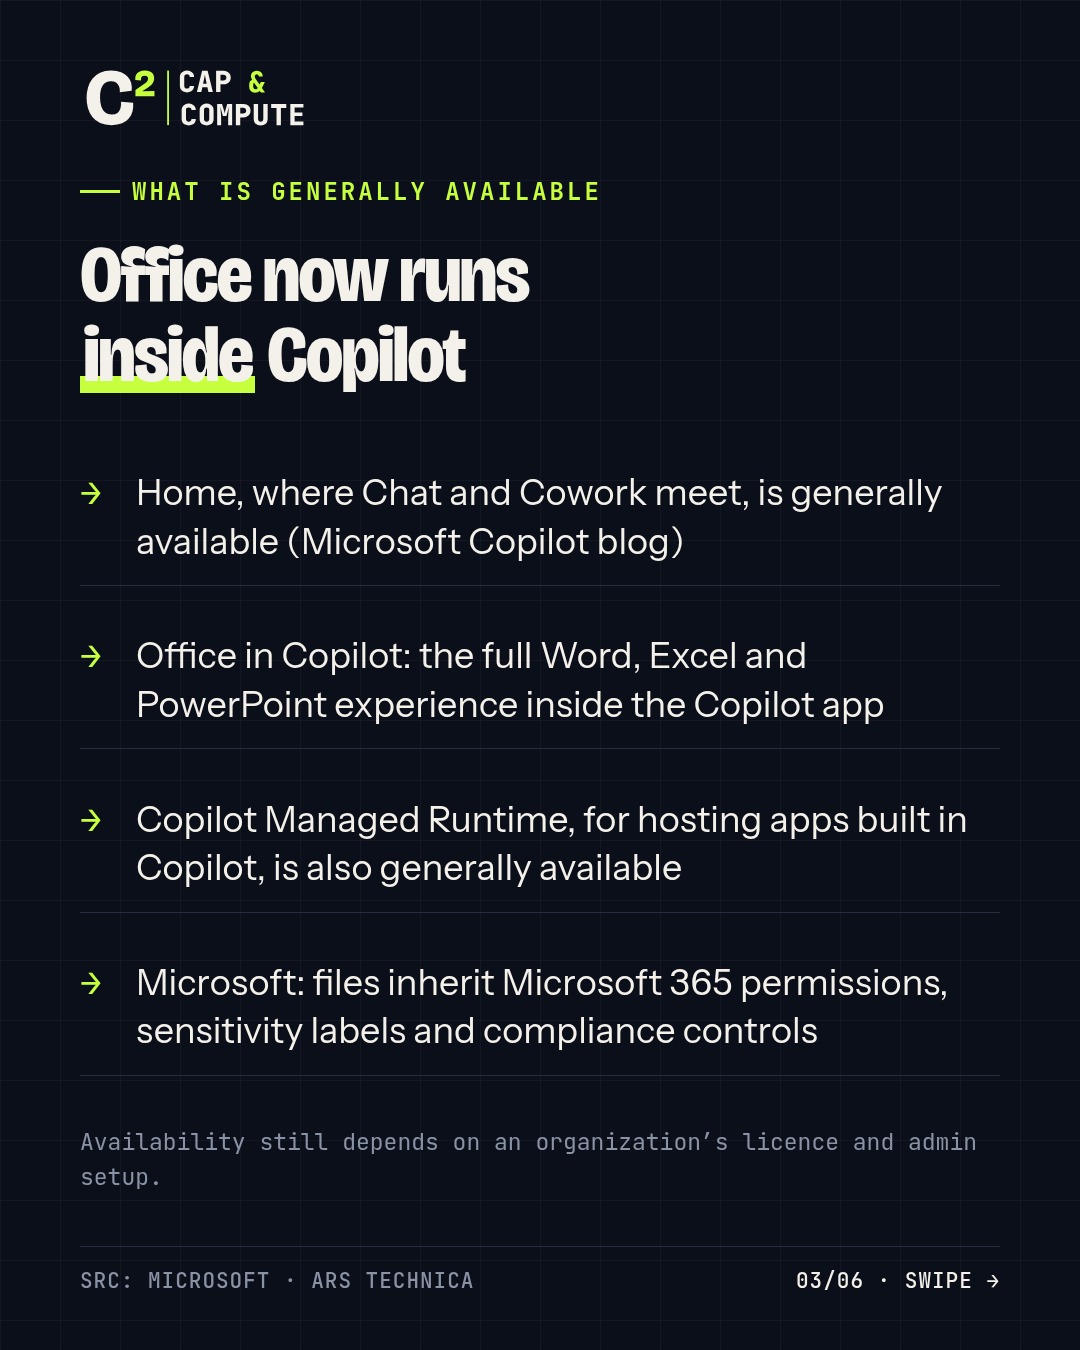 C² CAP &
COMPUTE
WHAT IS GENERALLY AVAILABLE
Office now runs
inside Copilot
→ Home, where Chat and Cowork meet, is generally
available (Microsoft Copilot blog)
→ Office in Copilot: the full Word, Excel and
PowerPoint experience inside the Copilot app
→ Copilot Managed Runtime, for hosting apps built in
Copilot, is also generally available
→ Microsoft: files inherit Microsoft 365 permissions,
sensitivity labels and compliance controls
Availability still depends on an organization’s licence and admin
setup.
SRC: MICROSOFT · ARS TECHNICA
03/06 · SWIPE →